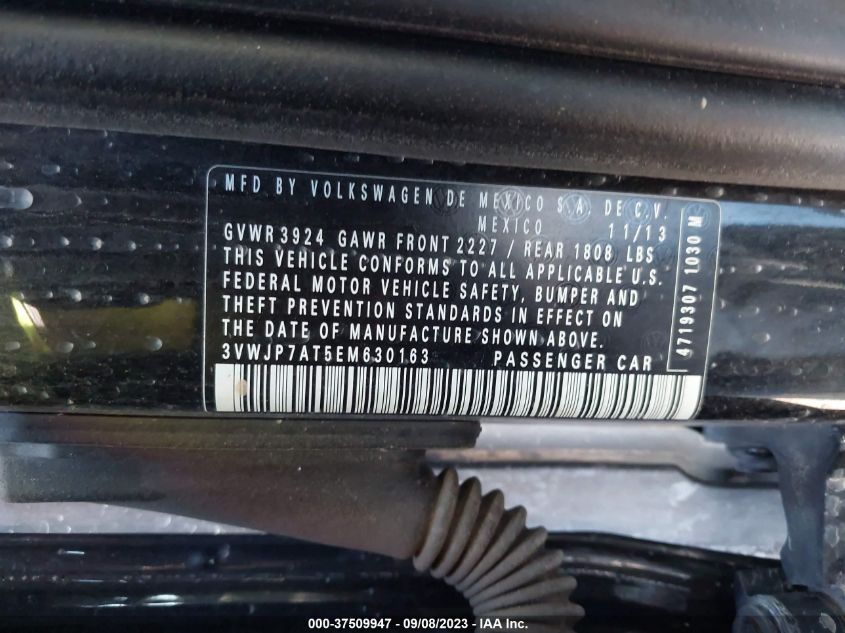 MFD BY VOLKSWAGEN DE MEXICO S.A. DE C.V.
MEXICO 11/13
GVWR 3924 GAWR FRONT 2227 / REAR 1808 LBS
THIS VEHICLE CONFORMS TO ALL APPLICABLE U.S.
FEDERAL MOTOR VEHICLE SAFETY, BUMPER AND
THEFT PREVENTION STANDARDS IN EFFECT ON
THE DATE OF MANUFACTURE SHOWN ABOVE.
3VWJP7AT5EM630163 PASSENGER CAR
4719307 1030 M
000-37509947 - 09/08/2023 - IAA Inc.